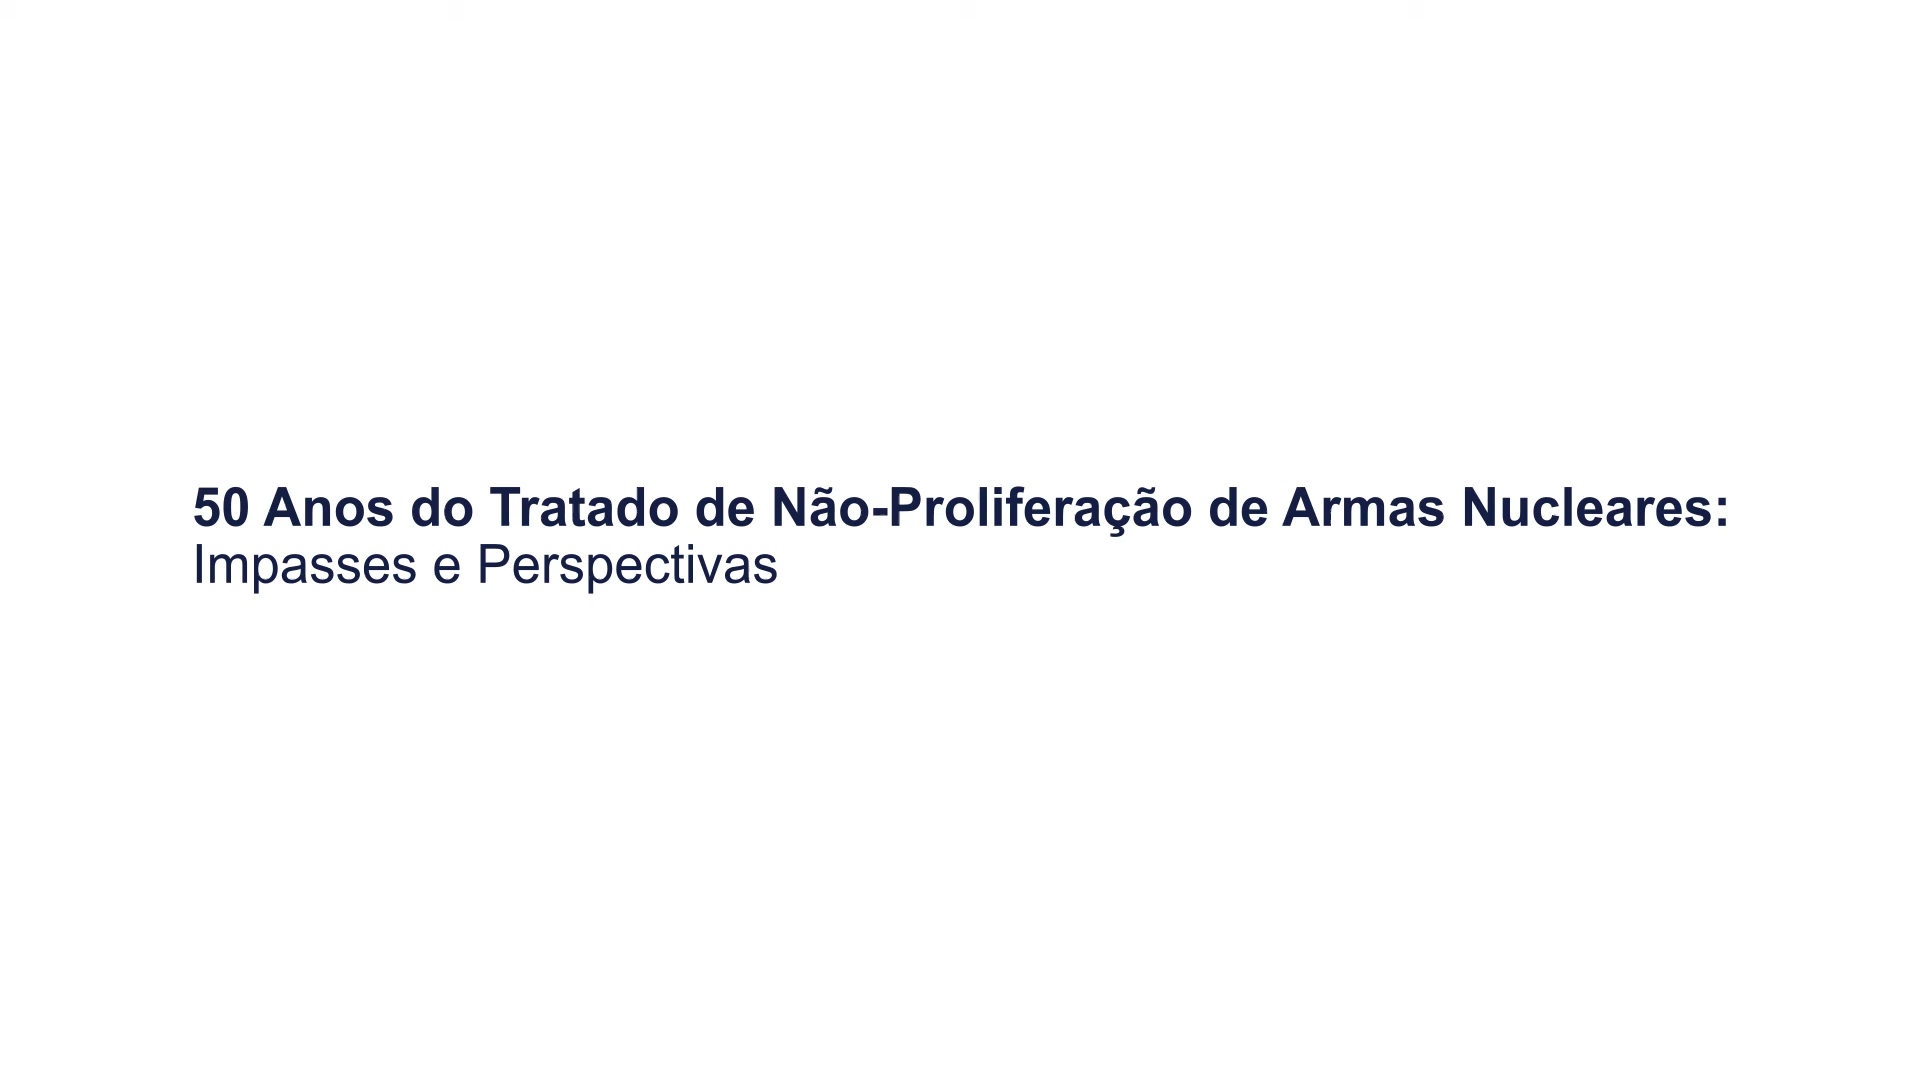 50 Anos do Tratado de Não-Proliferação de Armas Nucleares:
Impasses e Perspectivas